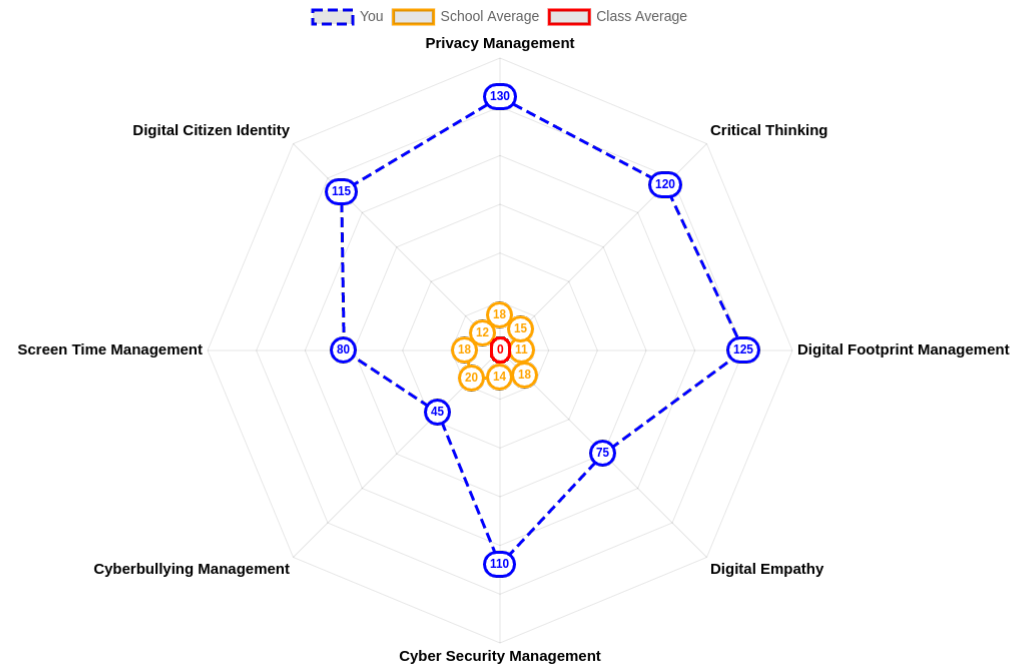 You School Average Class Average
Privacy Management
130
Digital Citizen Identity Critical Thinking
115 120
18
12 15
Screen Time Management 80 18 0 11 125 Digital Footprint Management
20 14 18
45
75
110
Cyberbullying Management Digital Empathy
Cyber Security Management